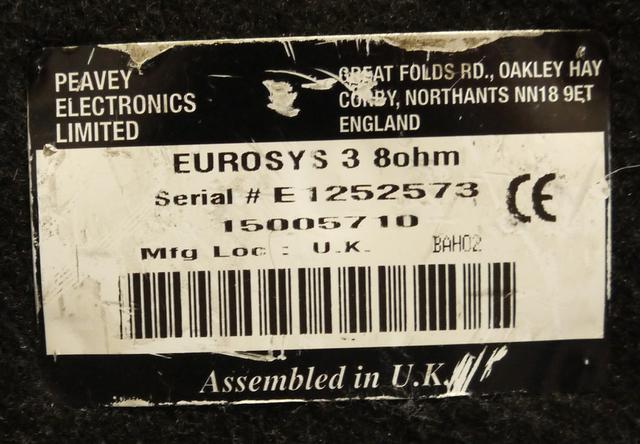 PEAVEY
ELECTRONICS
LIMITED
GREAT FOLDS RD., OAKLEY HAY
CORBY, NORTHANTS NN18 9ET
ENGLAND
EUROSYS 3 8ohm
Serial # E1252573
15005710
Mfg Loc : U.K. BAH02
CE
Assembled in U.K.